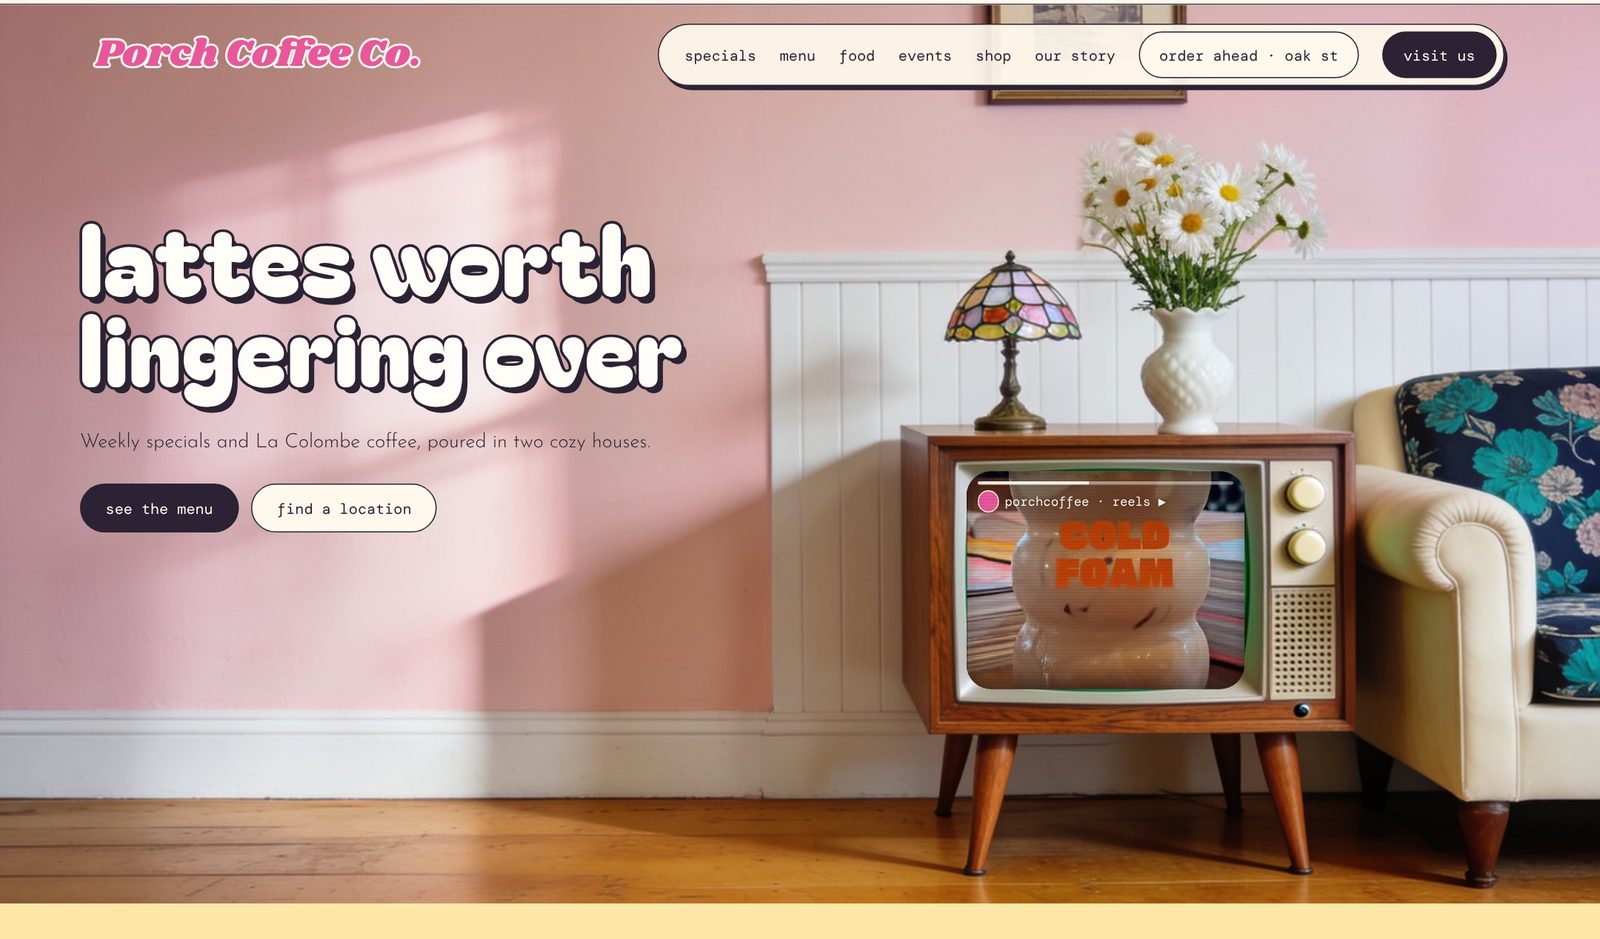 Porch Coffee Co.
specials menu food events shop our story order ahead · oak st visit us
lattes worth
lingering over
Weekly specials and La Colombe coffee, poured in two cozy houses.
see the menu find a location
porchcoffee · reels ▶
COLD
FOAM